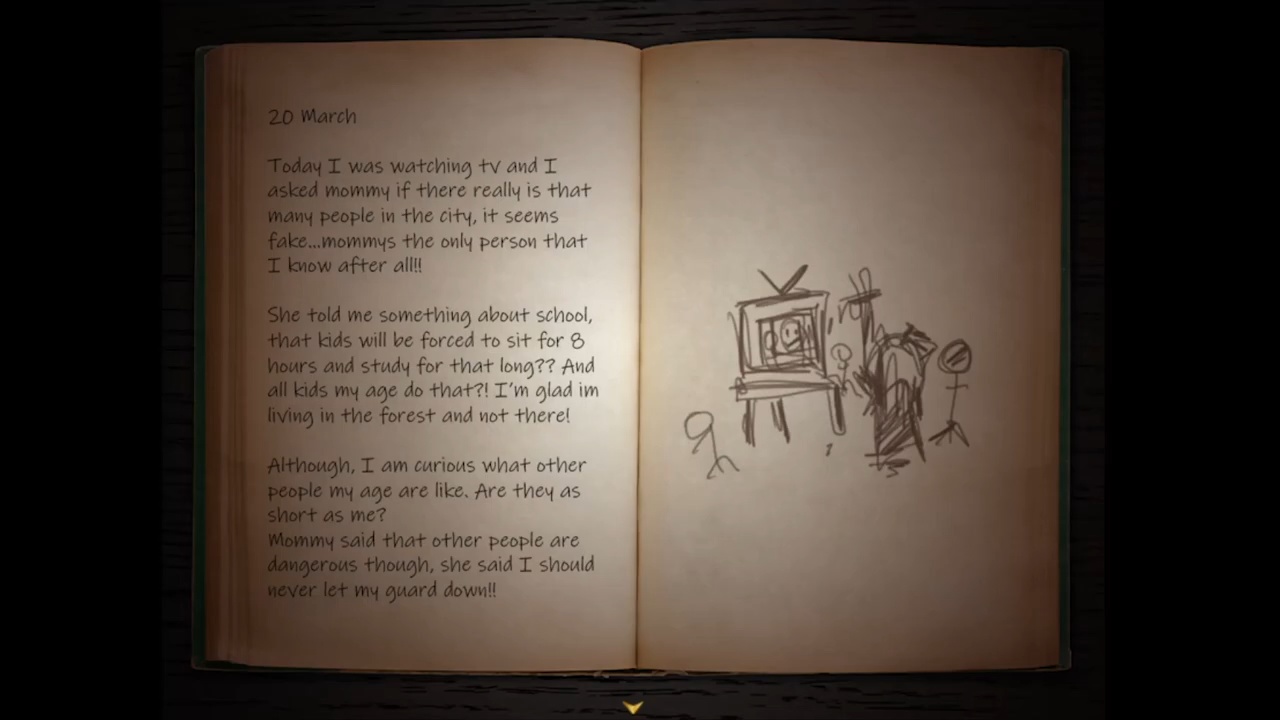 20 March
Today I was watching tv and I
asked mommy if there really is that
many people in the city, it seems
fake...mommys the only person that
I know after all!!
She told me something about school,
that kids will be forced to sit for 8
hours and study for that long?? And
all kids my age do that?! I'm glad im
living in the forest and not there!
Although, I am curious what other
people my age are like. Are they as
short as me?
Mommy said that other people are
dangerous though, she said I should
never let my guard down!!